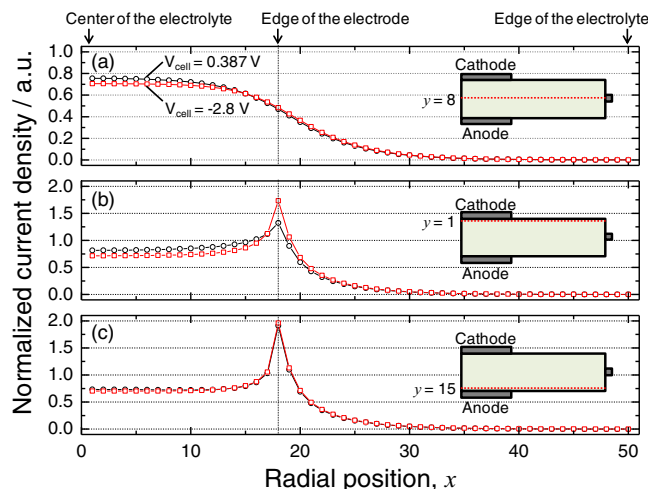 Center of the electrolyte
Edge of the electrode
Edge of the electrolyte
Normalized current density / a.u.
(a)
V_cell = 0.387 V
V_cell = -2.8 V
Cathode
y = 8
Anode
1.0
0.8
0.6
0.4
0.2
0.0
(b)
Cathode
y = 1
Anode
2.0
1.5
1.0
0.5
0.0
(c)
Cathode
y = 15
Anode
2.0
1.5
1.0
0.5
0.0
0 10 20 30 40 50
Radial position, x